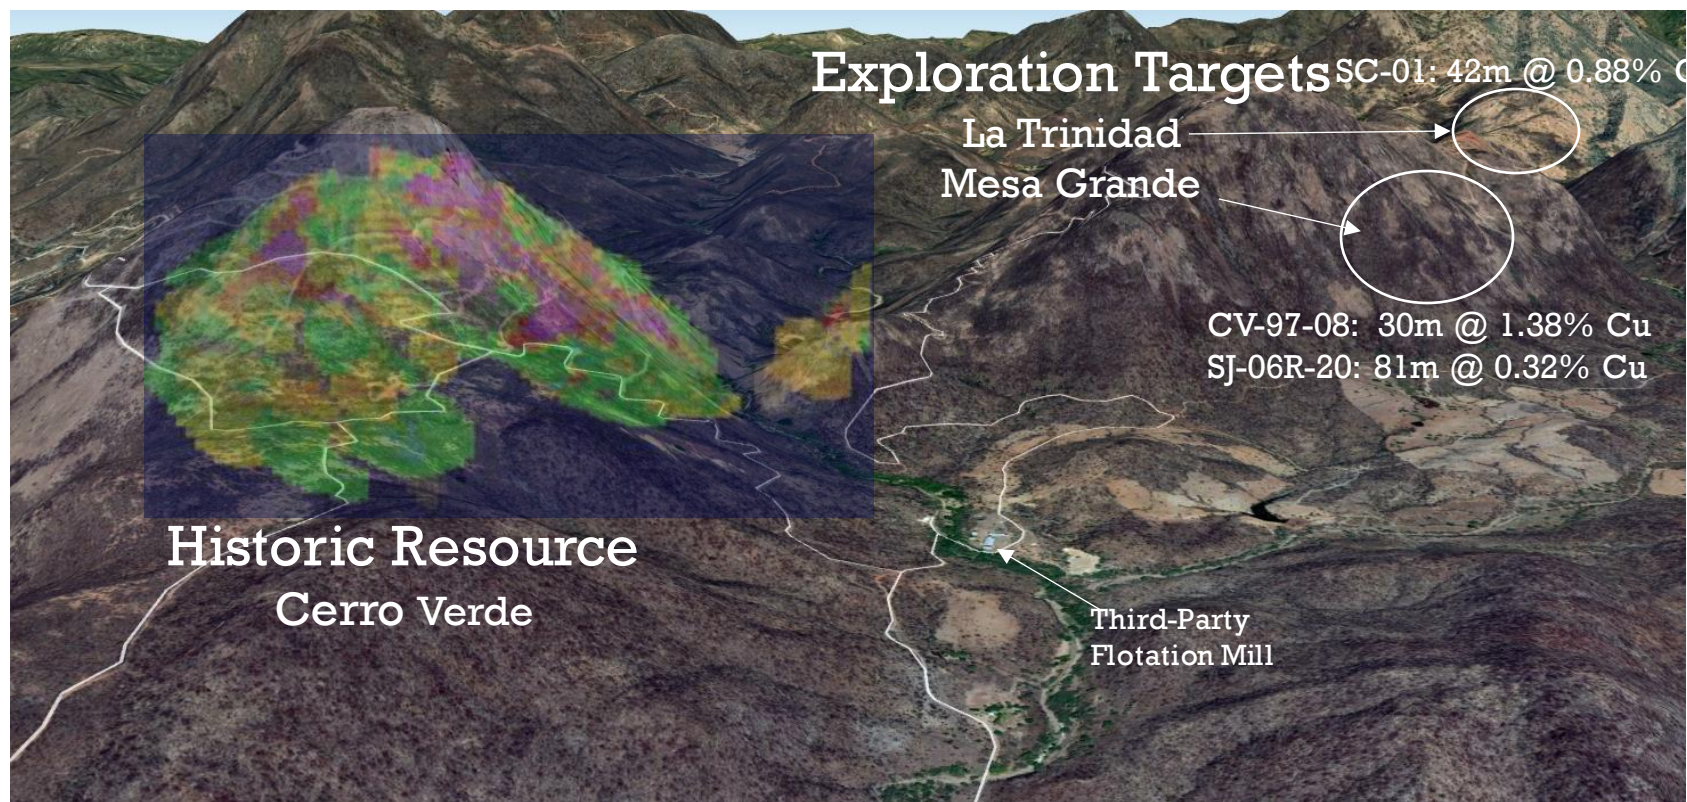 Exploration Targets
SC-01: 42m @ 0.88% C
La Trinidad
Mesa Grande
CV-97-08: 30m @ 1.38% Cu
SJ-06R-20: 81m @ 0.32% Cu
Historic Resource
Cerro Verde
Third-Party
Flotation Mill